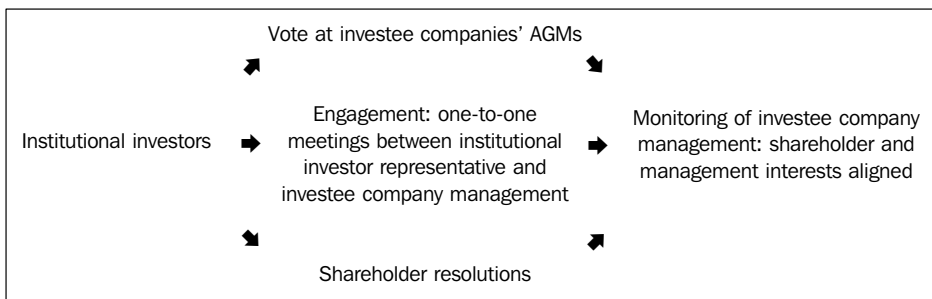 Vote at investee companies’ AGMs
Institutional investors
Engagement: one-to-one
meetings between institutional
investor representative and
investee company management
Monitoring of investee company
management: shareholder and
management interests aligned
Shareholder resolutions